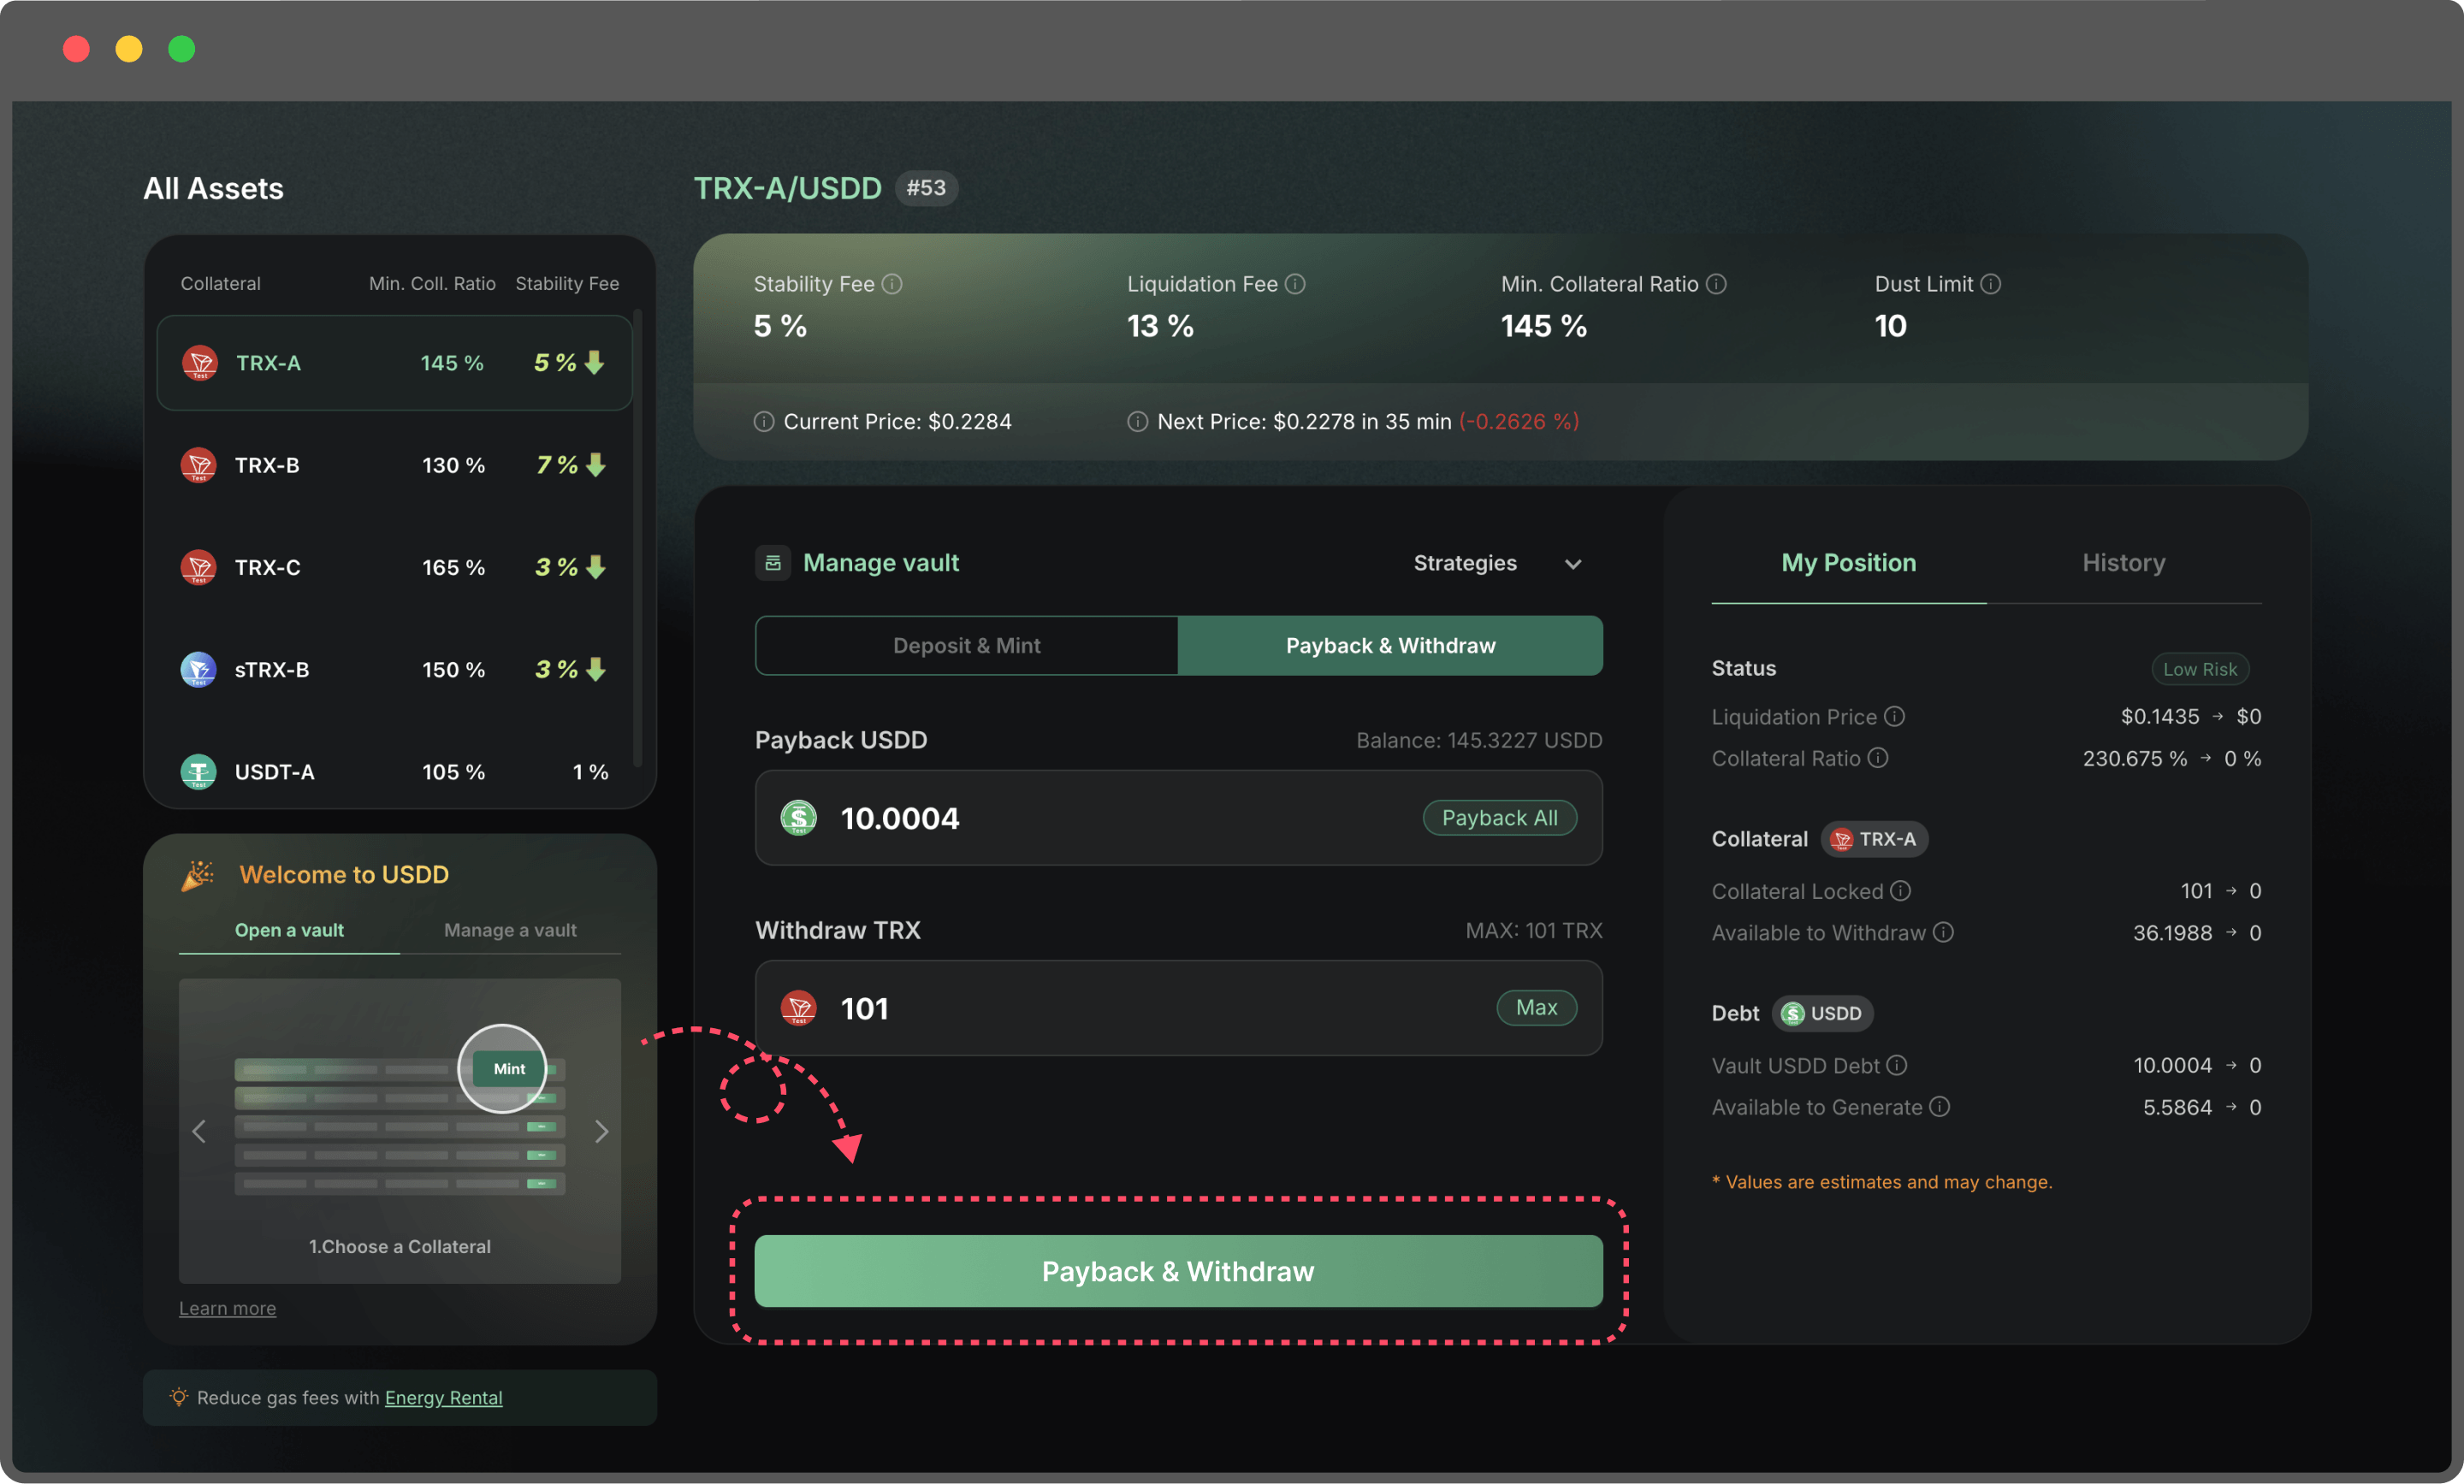 All Assets
Collateral Min. Coll. Ratio Stability Fee
TRX-A 145 % 5 %
TRX-B 130 % 7 %
TRX-C 165 % 3 %
sTRX-B 150 % 3 %
USDT-A 105 % 1 %
Welcome to USDD
Open a vault Manage a vault
Mint
1.Choose a Collateral
Learn more
Reduce gas fees with Energy Rental
TRX-A/USDD #53
Stability Fee Liquidation Fee Min. Collateral Ratio Dust Limit
5 % 13 % 145 % 10
Current Price: $0.2284 Next Price: $0.2278 in 35 min (-0.2626 %)
Manage vault Strategies
Deposit & Mint Payback & Withdraw
Payback USDD Balance: 145.3227 USDD
10.0004 Payback All
Withdraw TRX MAX: 101 TRX
101 Max
Payback & Withdraw
My Position History
Status Low Risk
Liquidation Price $0.1435 → $0
Collateral Ratio 230.675 % → 0 %
Collateral TRX-A
Collateral Locked 101 → 0
Available to Withdraw 36.1988 → 0
Debt USDD
Vault USDD Debt 10.0004 → 0
Available to Generate 5.5864 → 0
* Values are estimates and may change.